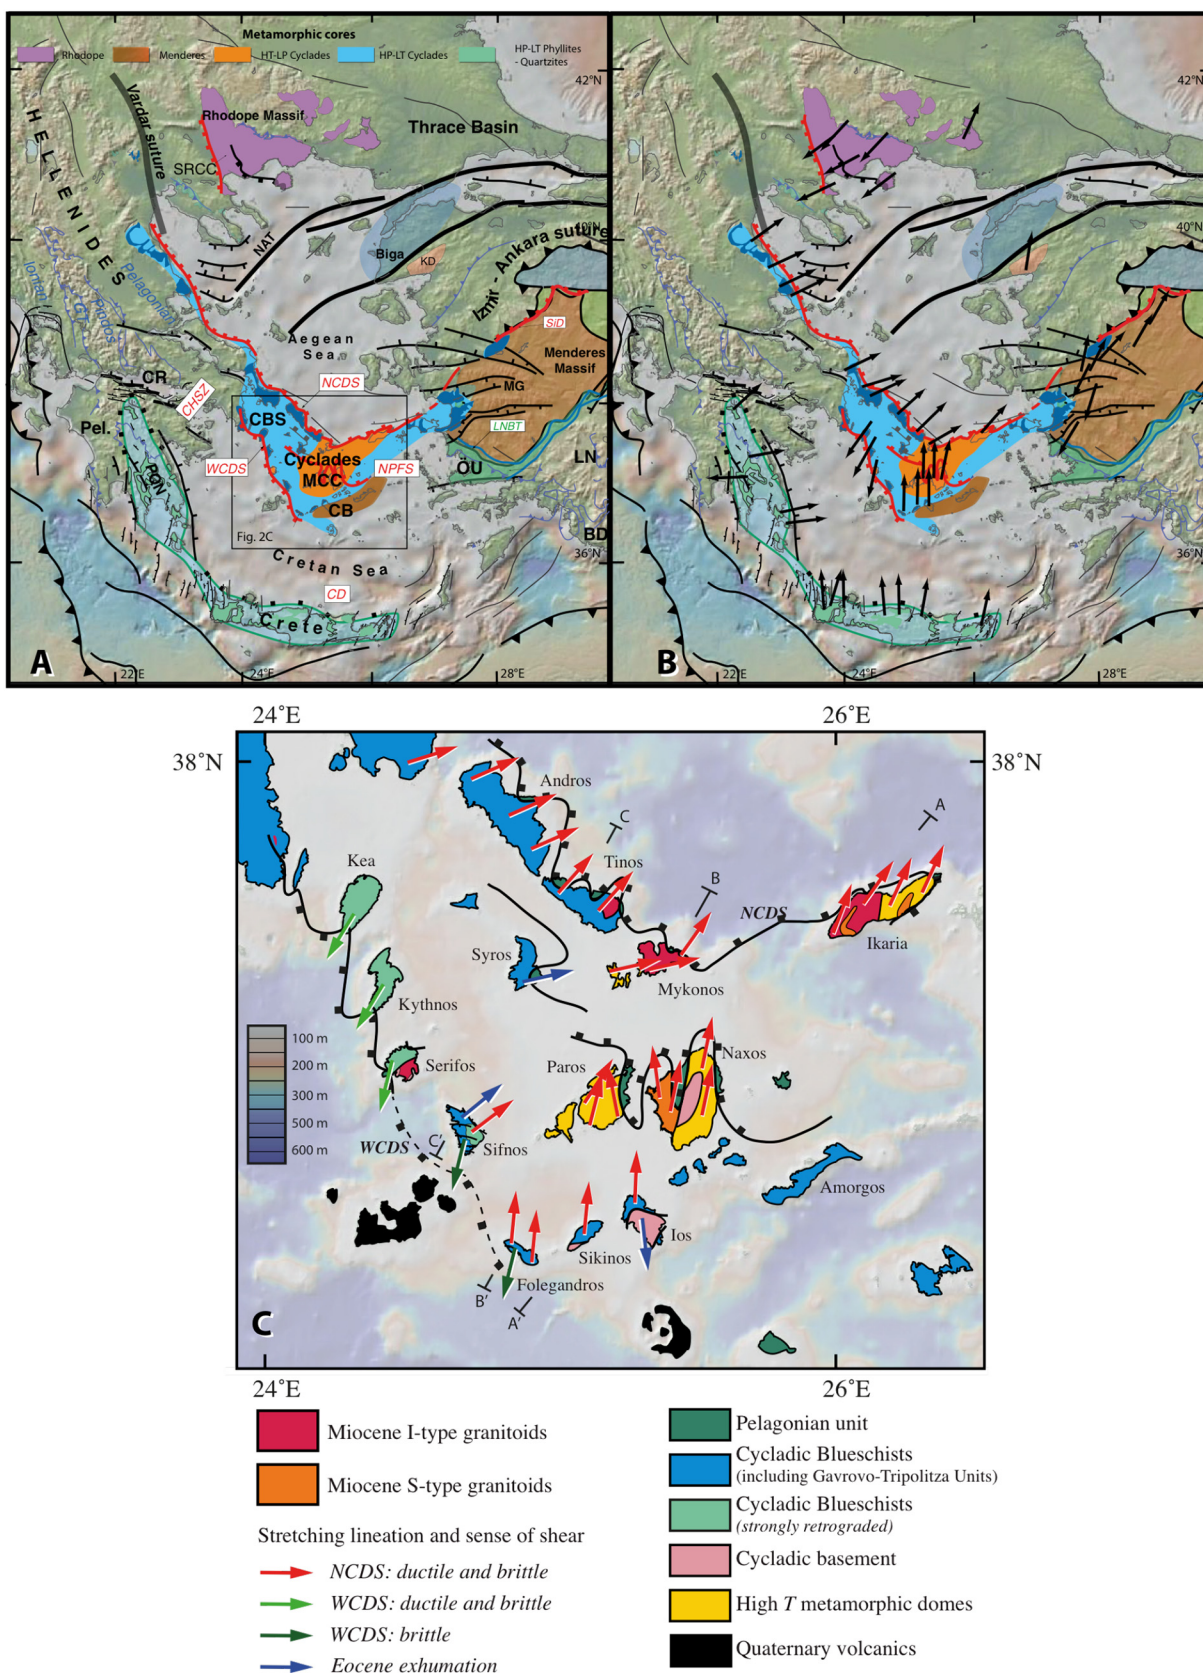 Metamorphic cores
Rhodope
Menderes
HT-LP Cyclades
HP-LT Cyclades
HP-LT Phyllites
- Quartzites
42°N
HELLENIDES
Vardar suture
Rhodope Massif
Thrace Basin
SRCC
40°N
NAT
Biga
KD
Izmir - Ankara suture
Ionian
GT
Pindos
Pelagonian
Aegean
Sea
SiD
Menderes
Massif
CR
CHSZ
NCDS
MG
Pel.
CBS
LNBT
PQN
WCDS
Cyclades
MCC
NPFS
OU
LN
CB
BD
Fig. 2C
Cretan Sea
36°N
CD
Crete
A
22°E
24°E
28°E
42°N
40°N
36°N
B
22°E
24°E
28°E
24°E
26°E
38°N
38°N
Andros
A
C
Kea
Tinos
B
NCDS
Syros
Ikaria
Mykonos
Kythnos
100 m
200 m
300 m
500 m
600 m
Serifos
Paros
Naxos
WCDS
C'
Sifnos
Amorgos
Ios
Sikinos
Folegandros
B'
A'
C
24°E
26°E
Miocene I-type granitoids
Miocene S-type granitoids
Stretching lineation and sense of shear
NCDS: ductile and brittle
WCDS: ductile and brittle
WCDS: brittle
Eocene exhumation
Pelagonian unit
Cycladic Blueschists
(including Gavrovo-Tripolitza Units)
Cycladic Blueschists
(strongly retrograded)
Cycladic basement
High T metamorphic domes
Quaternary volcanics